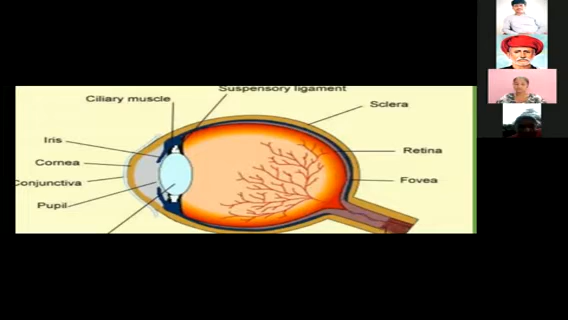 Suspensory ligament
Ciliary muscle
Sclera
Iris
Retina
Cornea
Conjunctiva
Fovea
Pupil